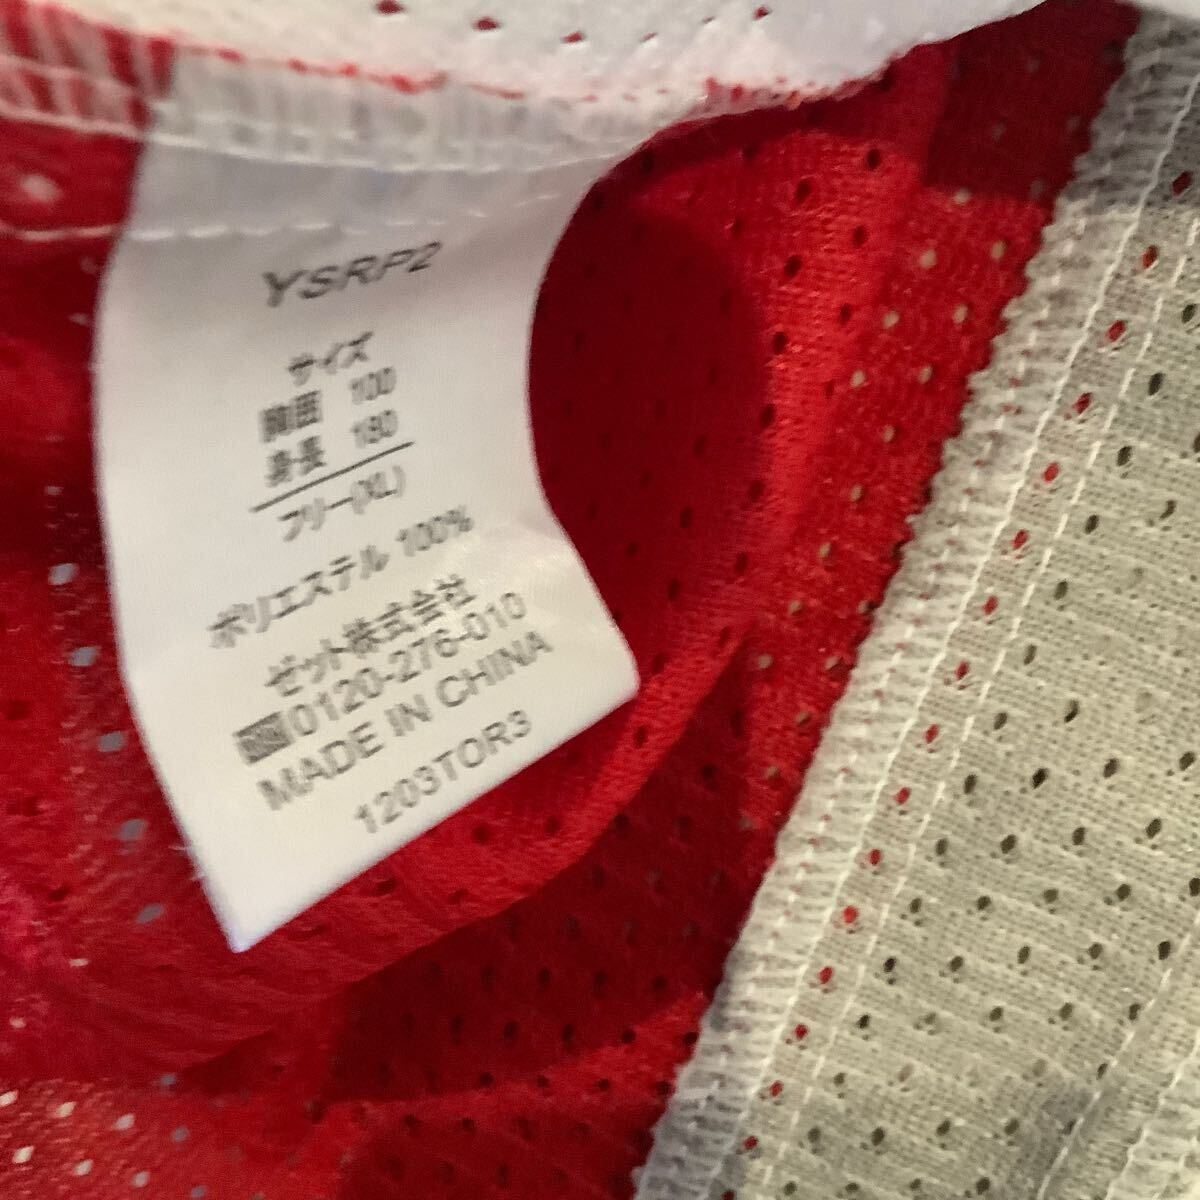 YSRP2
サイズ
胸囲 100
身長 180
フリー(XL)
ポリエステル 100%
ゼット株式会社
0120-276-010
MADE IN CHINA
1203TOR3